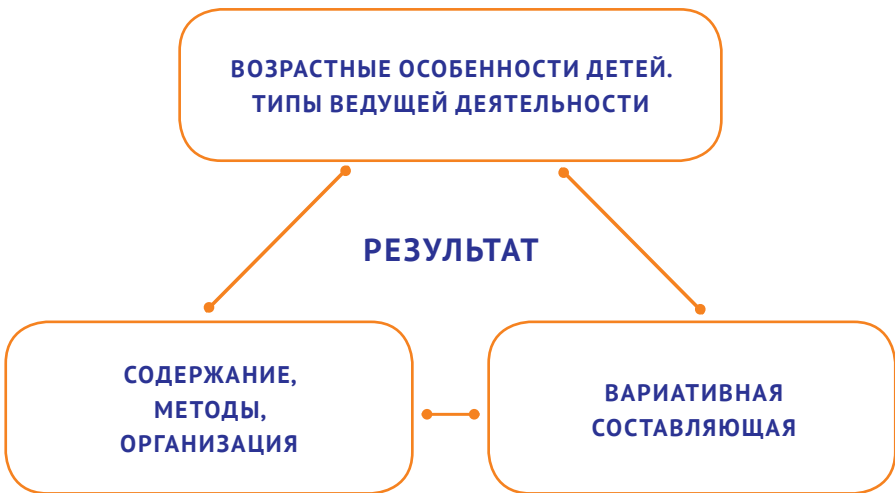 ВОЗРАСТНЫЕ ОСОБЕННОСТИ ДЕТЕЙ.
ТИПЫ ВЕДУЩЕЙ ДЕЯТЕЛЬНОСТИ
РЕЗУЛЬТАТ
СОДЕРЖАНИЕ,
МЕТОДЫ,
ОРГАНИЗАЦИЯ
ВАРИАТИВНАЯ
СОСТАВЛЯЮЩАЯ